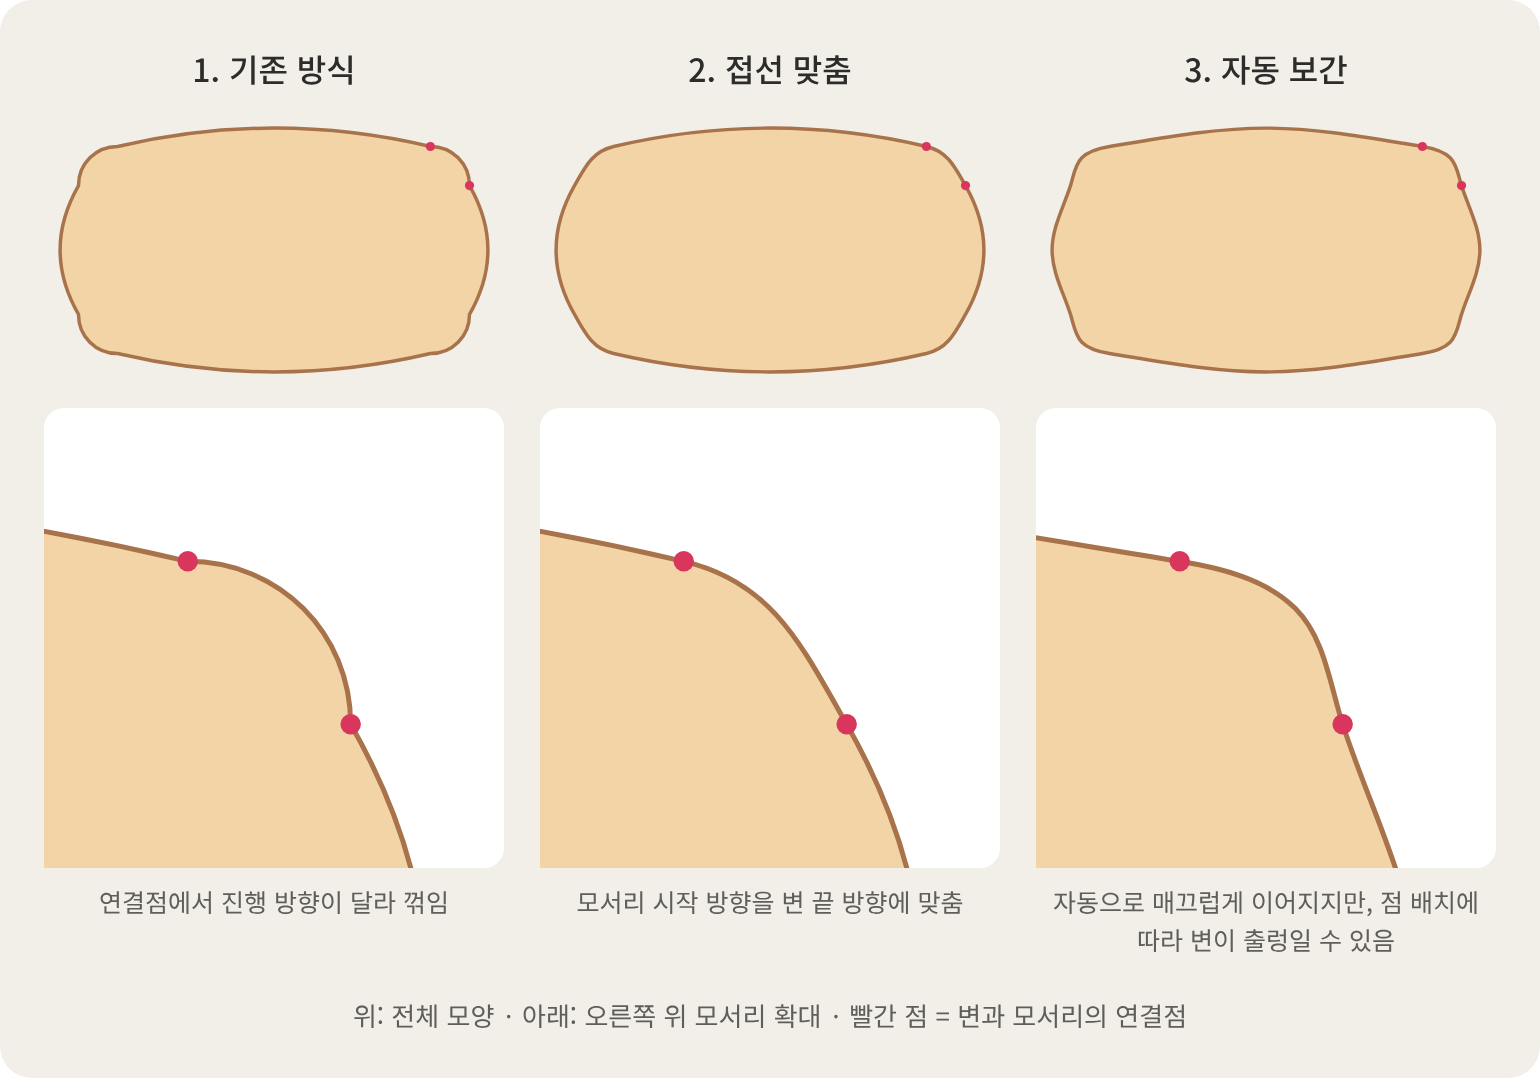 1. 기존 방식
2. 접선 맞춤
3. 자동 보간
연결점에서 진행 방향이 달라 꺾임
모서리 시작 방향을 변 끝 방향에 맞춤
자동으로 매끄럽게 이어지지만, 점 배치에
따라 변이 출렁일 수 있음
위: 전체 모양 · 아래: 오른쪽 위 모서리 확대 · 빨간 점 = 변과 모서리의 연결점